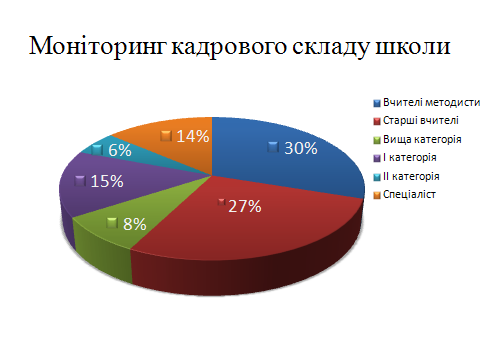 Моніторинг кадрового складу школи
Вчителі методисти
Старші вчителі
Вища категорія
І категорія
ІІ категорія
Спеціаліст
30%
27%
8%
15%
6%
14%